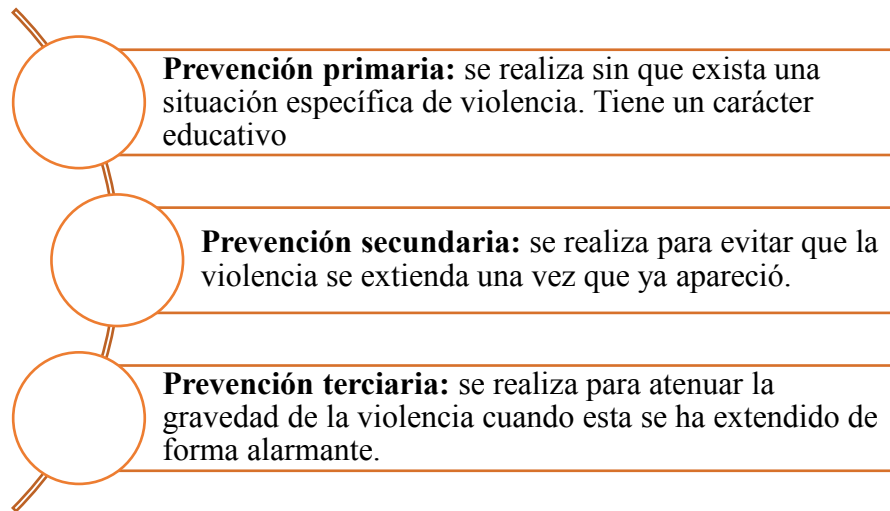 Prevención primaria: se realiza sin que exista una
situación específica de violencia. Tiene un carácter
educativo
Prevención secundaria: se realiza para evitar que la
violencia se extienda una vez que ya apareció.
Prevención terciaria: se realiza para atenuar la
gravedad de la violencia cuando esta se ha extendido de
forma alarmante.